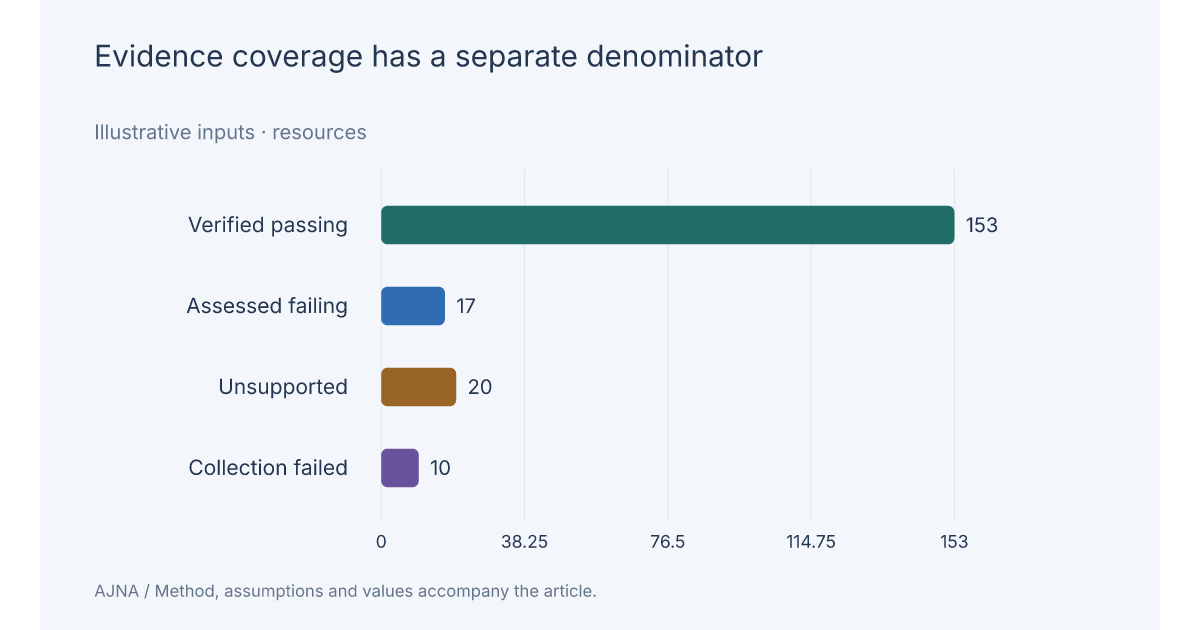 Evidence coverage has a separate denominator
Illustrative inputs · resources
Verified passing 153
Assessed failing 17
Unsupported 20
Collection failed 10
0 38.25 76.5 114.75 153
AJNA / Method, assumptions and values accompany the article.